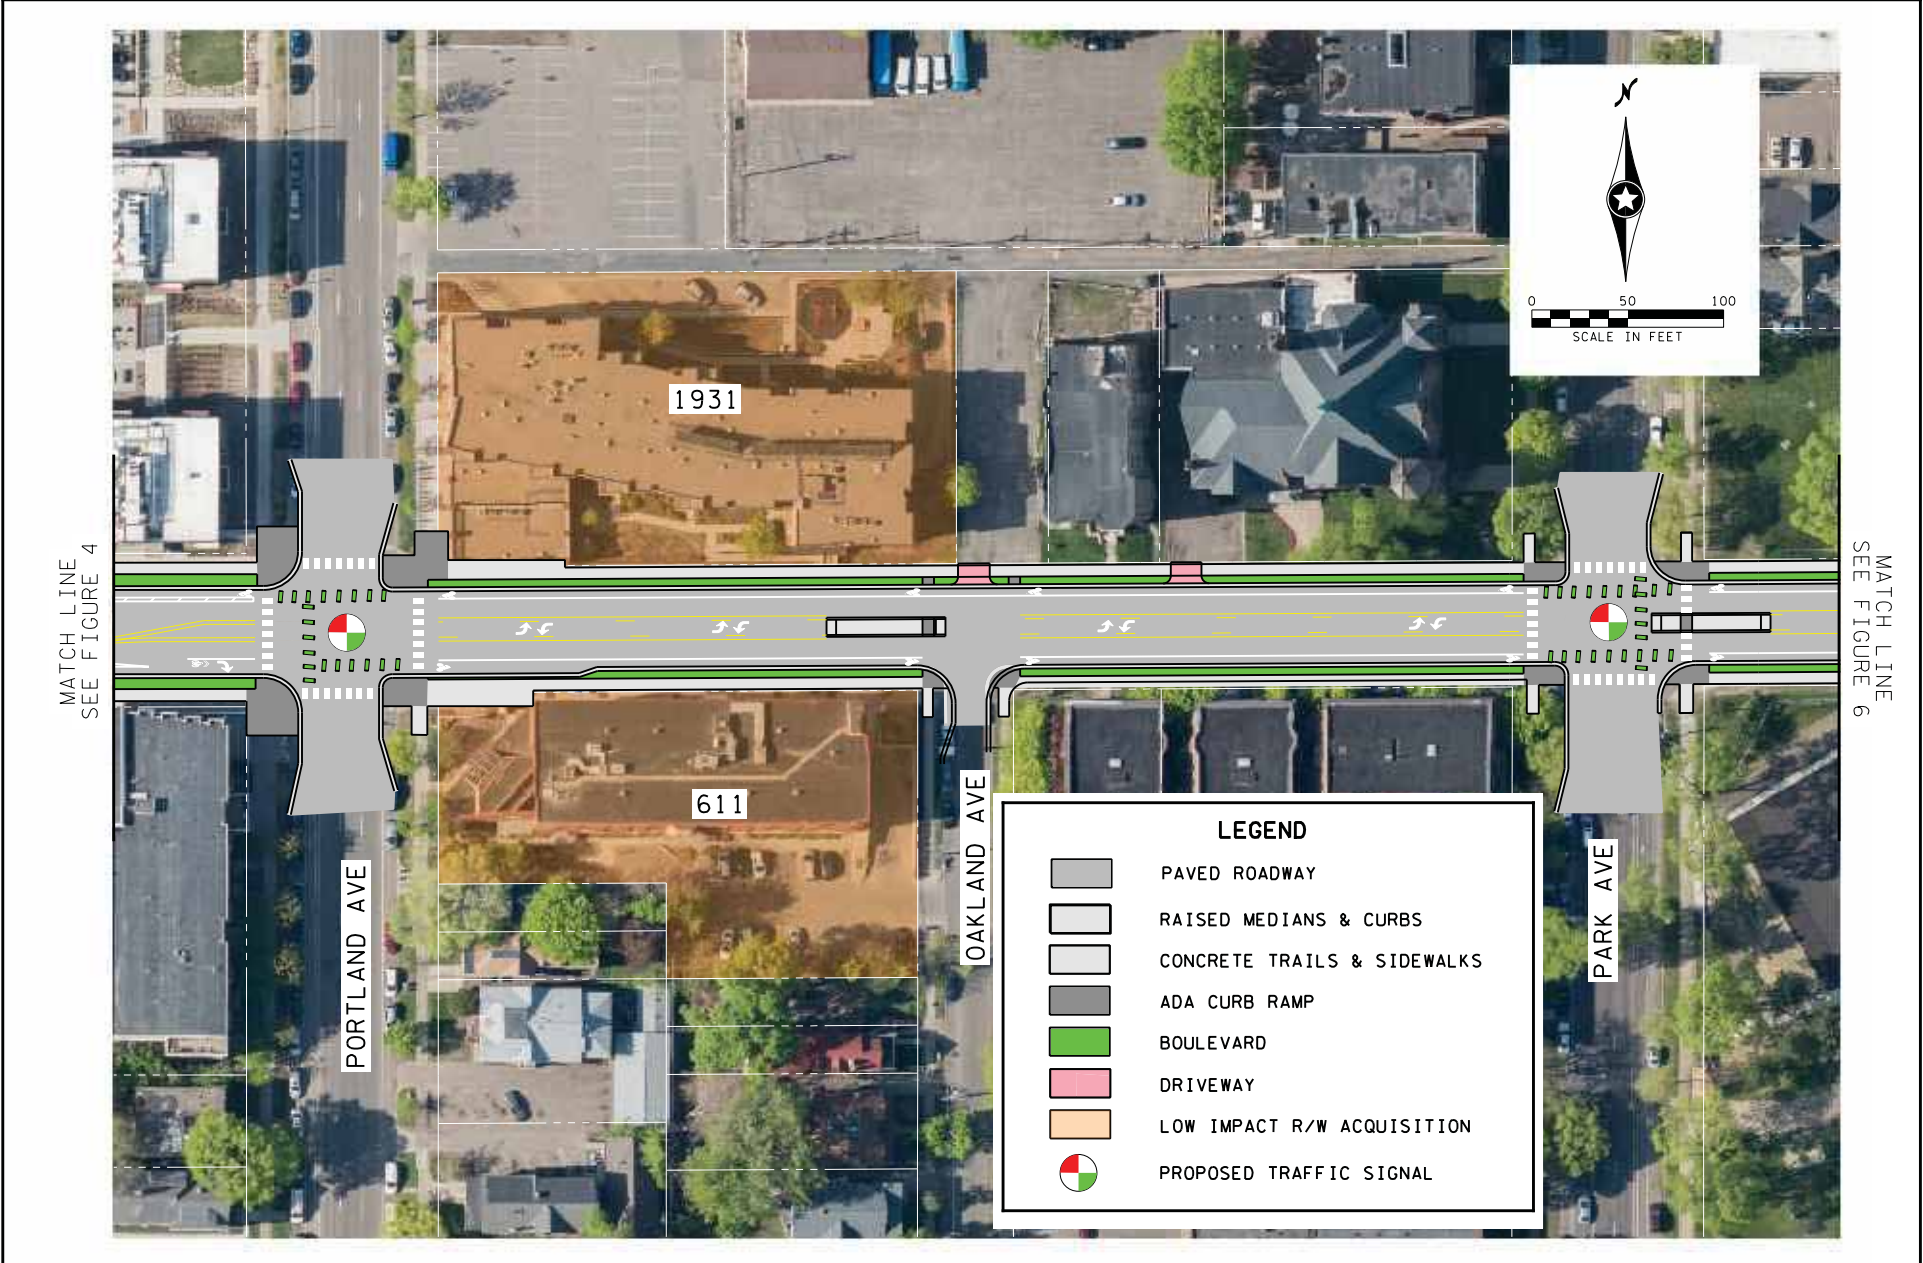 N
0 50 100
SCALE IN FEET
1931
MATCH LINE
SEE FIGURE 4
MATCH LINE
SEE FIGURE 6
611
PORTLAND AVE
OAKLAND AVE
PARK AVE
LEGEND
PAVED ROADWAY
RAISED MEDIANS & CURBS
CONCRETE TRAILS & SIDEWALKS
ADA CURB RAMP
BOULEVARD
DRIVEWAY
LOW IMPACT R/W ACQUISITION
PROPOSED TRAFFIC SIGNAL